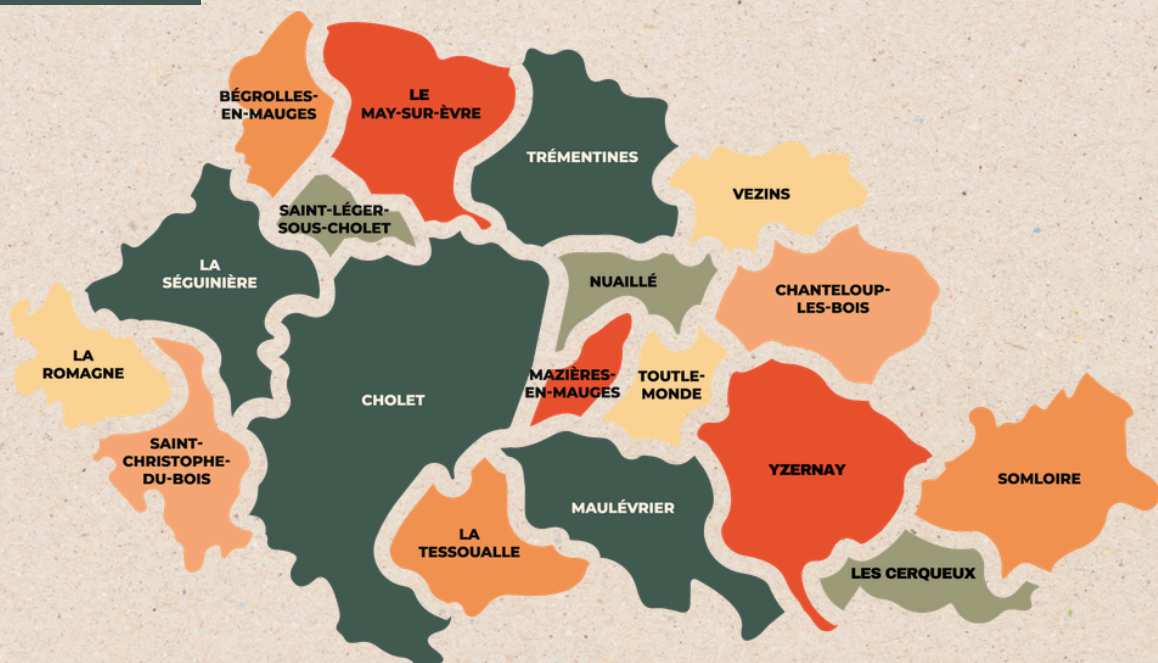 BÉGROLLES-
EN-MAUGES
LE
MAY-SUR-ÈVRE
TRÉMENTINES
VEZINS
SAINT-LÉGER-
SOUS-CHOLET
LA
SÉGUINIÈRE
NUAILLÉ
CHANTELOUP-
LES-BOIS
LA
ROMAGNE
MAZIÈRES-
EN-MAUGES
TOUTLE-
MONDE
CHOLET
SAINT-
CHRISTOPHE-
DU-BOIS
YZERNAY
SOMLOIRE
MAULÉVRIER
LA
TESSOUALLE
LES CERQUEUX